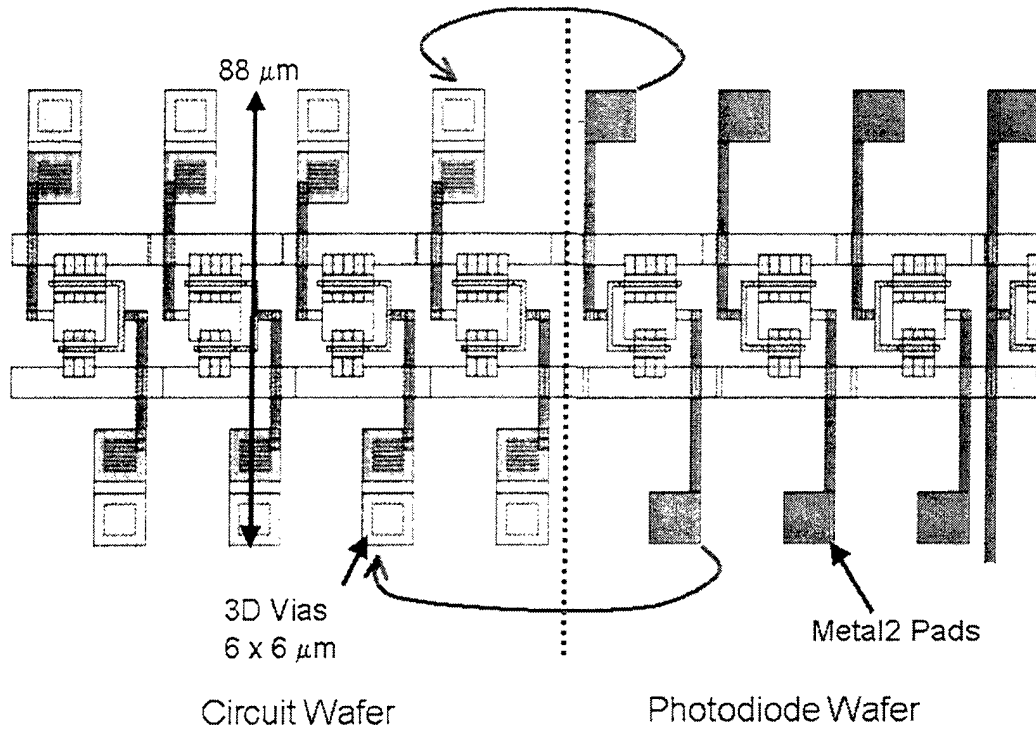 88 μm
3D Vias
6 x 6 μm
Metal2 Pads
Circuit Wafer
Photodiode Wafer